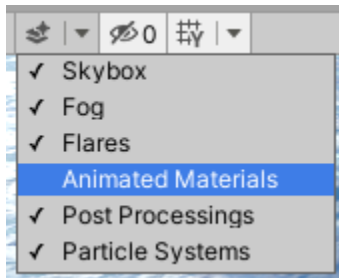 0
Skybox
Fog
Flares
Animated Materials
Post Processings
Particle Systems